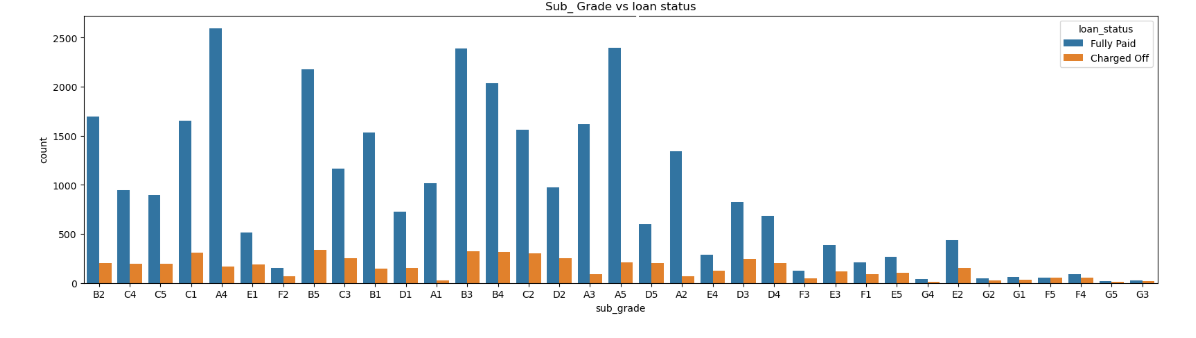 Sub_ Grade vs loan status
loan_status
Fully Paid
Charged Off
2500
2000
1500
1000
500
0
count
B2 C4 C5 C1 A4 E1 F2 B5 C3 B1 D1 A1 B3 B4 C2 D2 A3 A5 D5 A2 E4 D3 D4 F3 E3 F1 E5 G4 E2 G2 G1 F5 F4 G5 G3
sub_grade